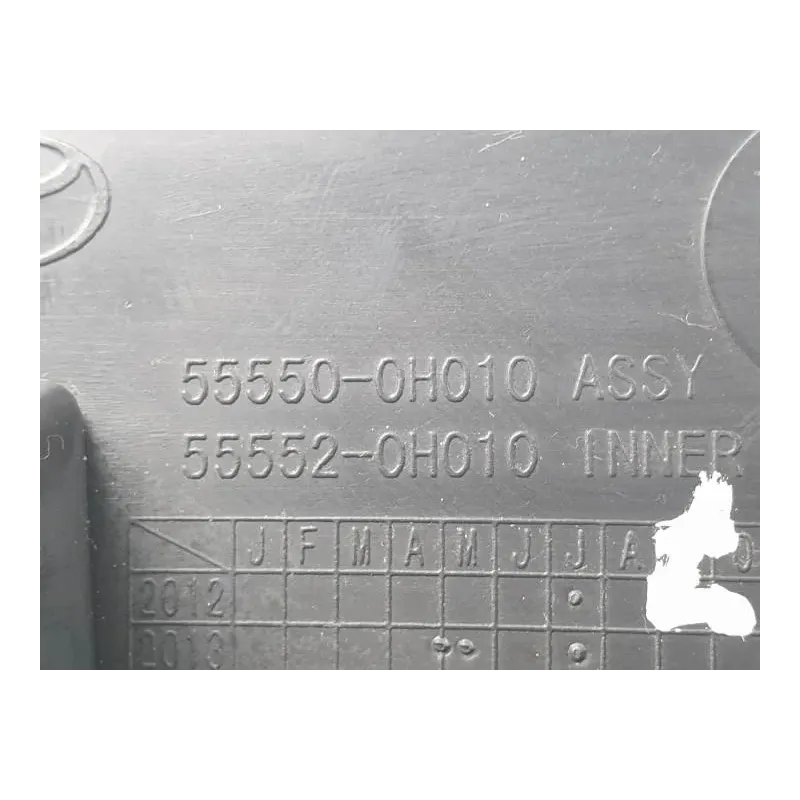 55550-0H010 ASSY
55552-0H010 INNER
J F M A M J J A O
2012
2013